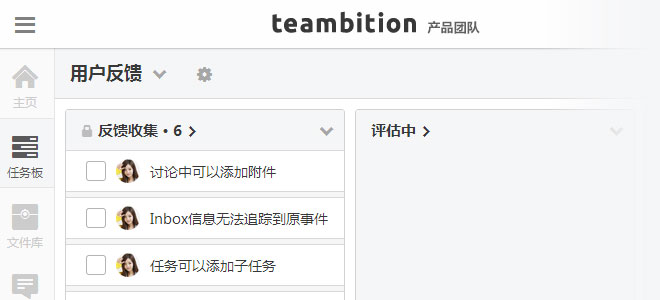 teambition 产品团队
主页
任务板
文件库
用户反馈
反馈收集 • 6
讨论中可以添加附件
Inbox信息无法追踪到原事件
任务可以添加子任务
评估中